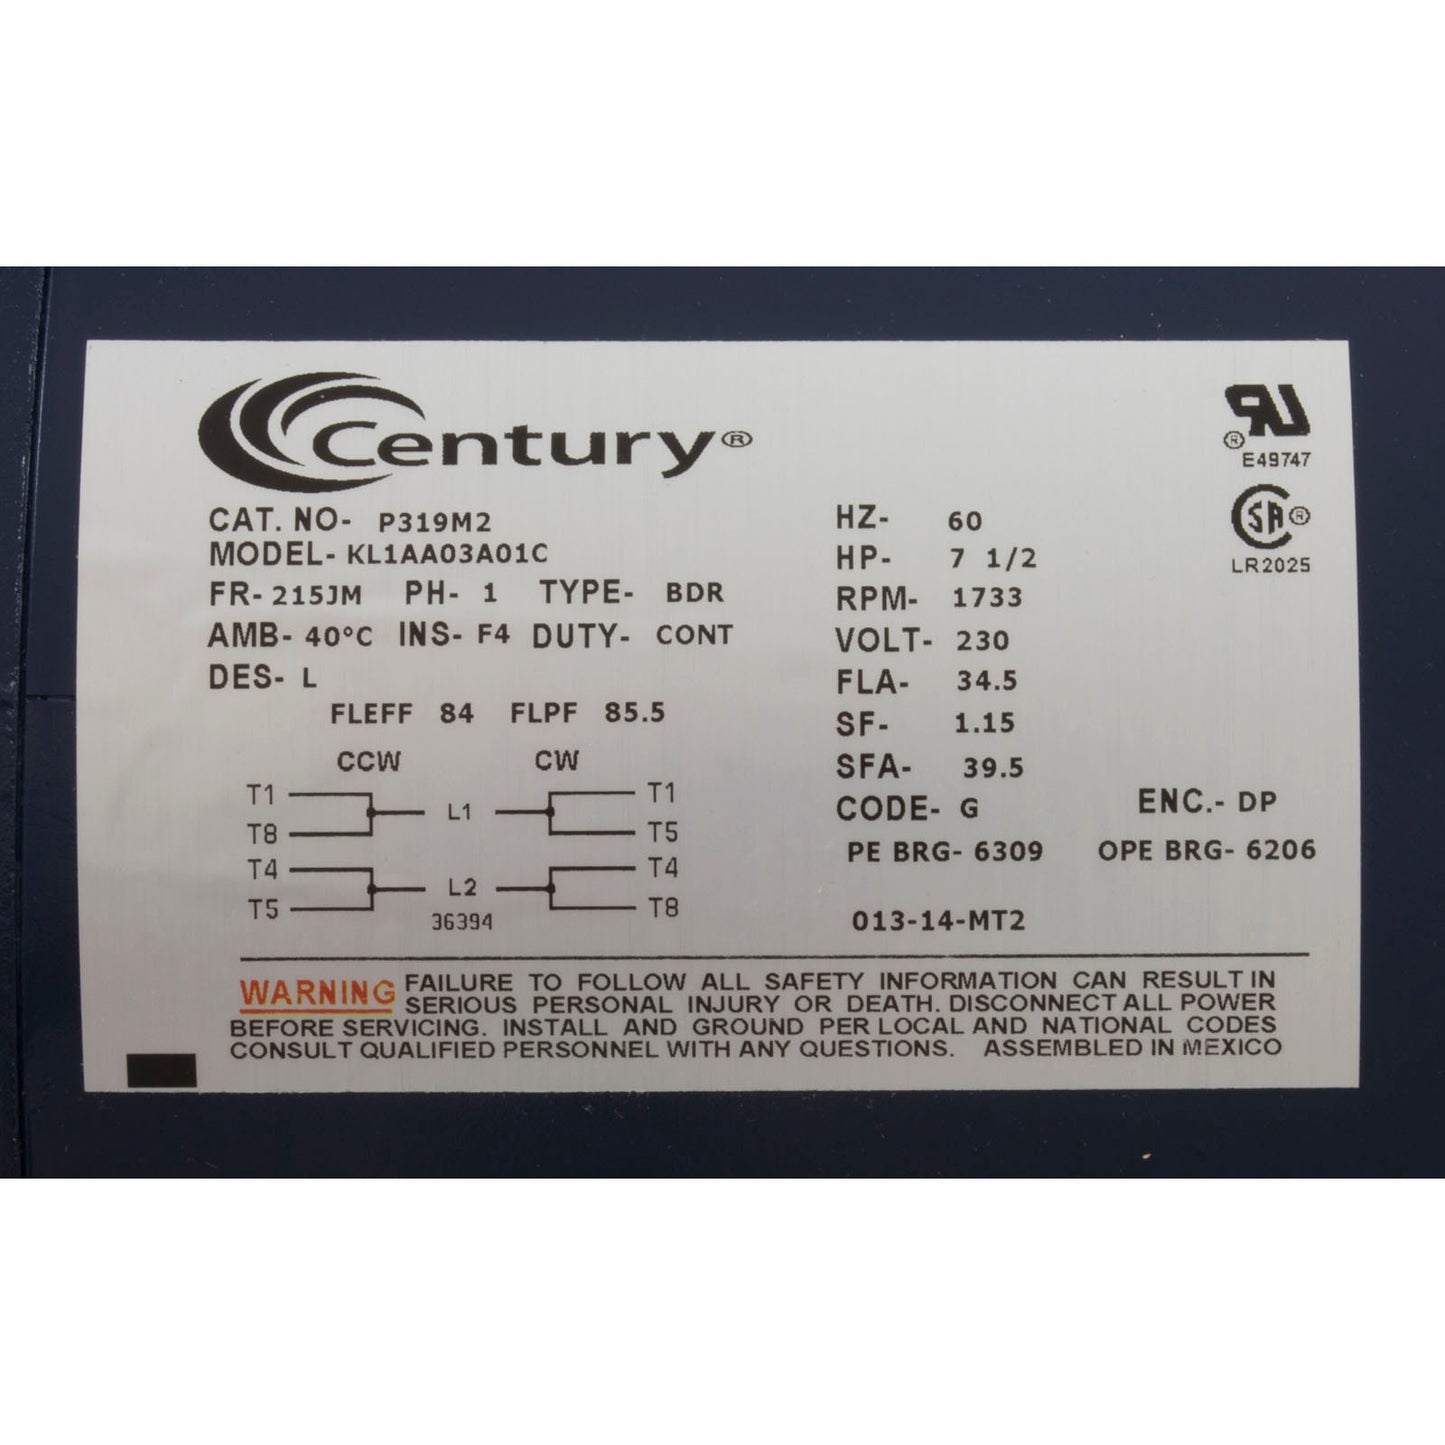 Century®
CAT. NO- P319M2
MODEL- KL1AA03A01C
FR- 215JM PH- 1 TYPE- BDR
AMB- 40°C INS- F4 DUTY- CONT
DES- L
FLEFF 84 FLPF 85.5
CCW CW
T1 L1 T1
T8 T5
T4 L2 T4
T5 T8
36394
HZ- 60
HP- 7 1/2
RPM- 1733
VOLT- 230
FLA- 34.5
SF- 1.15
SFA- 39.5
CODE- G ENC.- DP
PE BRG- 6309 OPE BRG- 6206
013-14-MT2
RU®
E49747
SA®
LR2025
WARNING FAILURE TO FOLLOW ALL SAFETY INFORMATION CAN RESULT IN
SERIOUS PERSONAL INJURY OR DEATH. DISCONNECT ALL POWER
BEFORE SERVICING. INSTALL AND GROUND PER LOCAL AND NATIONAL CODES
CONSULT QUALIFIED PERSONNEL WITH ANY QUESTIONS. ASSEMBLED IN MEXICO